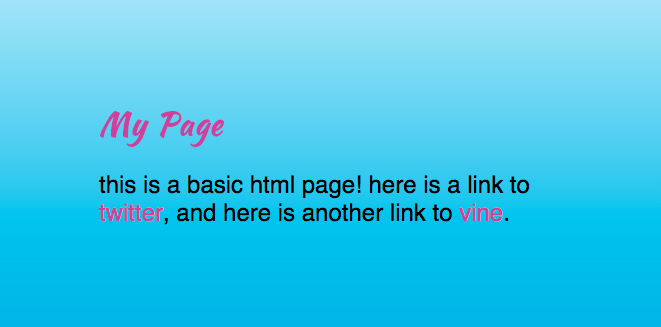 My Page
this is a basic html page! here is a link to
twitter, and here is another link to vine.